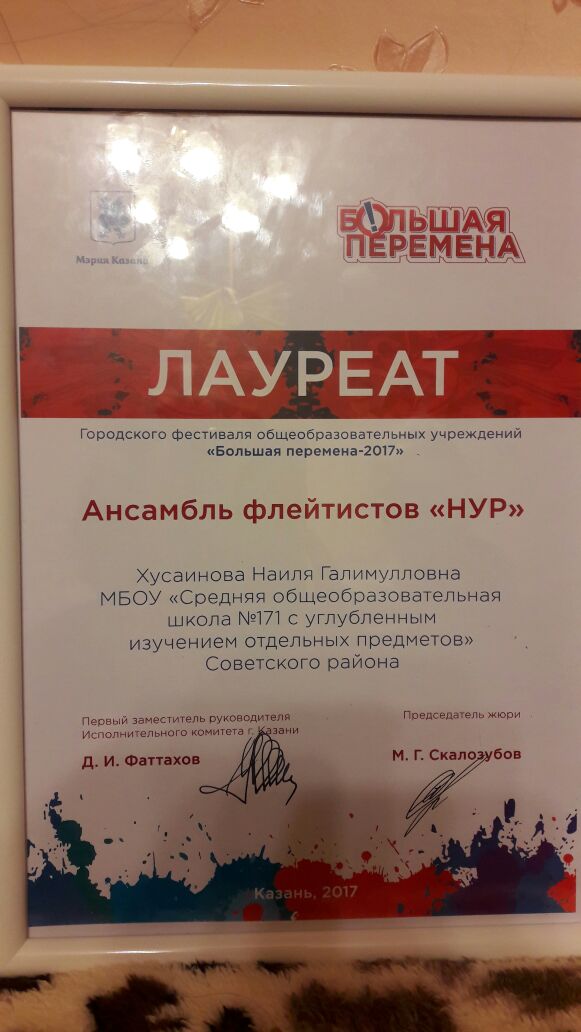 Мэрия Казани
БОЛЬШАЯ
ПЕРЕМЕНА
ЛАУРЕАТ
Городского фестиваля общеобразовательных учреждений
«Большая перемена-2017»
Ансамбль флейтистов «НУР»
Хусаинова Наиля Галимулловна
МБОУ «Средняя общеобразовательная
школа №171 с углубленным
изучением отдельных предметов»
Советского района
Первый заместитель руководителя
Исполнительного комитета г. Казани
Д. И. Фаттахов
Председатель жюри
М. Г. Скалозубов
Казань, 2017